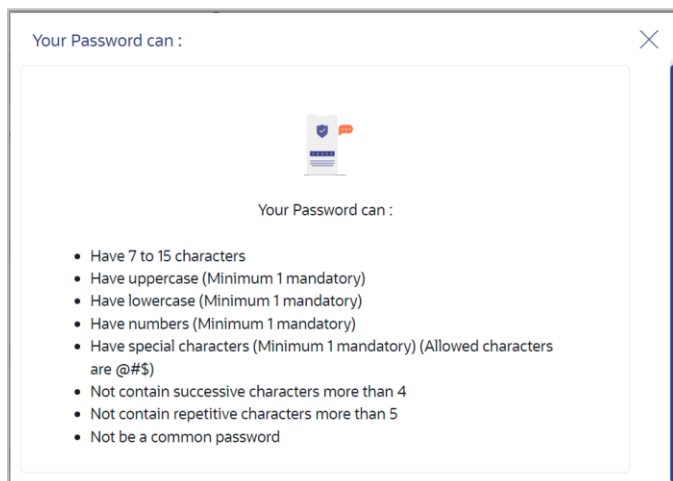 Your Password can :
Your Password can :
• Have 7 to 15 characters
• Have uppercase (Minimum 1 mandatory)
• Have lowercase (Minimum 1 mandatory)
• Have numbers (Minimum 1 mandatory)
• Have special characters (Minimum 1 mandatory) (Allowed characters
are @#$)
• Not contain successive characters more than 4
• Not contain repetitive characters more than 5
• Not be a common password